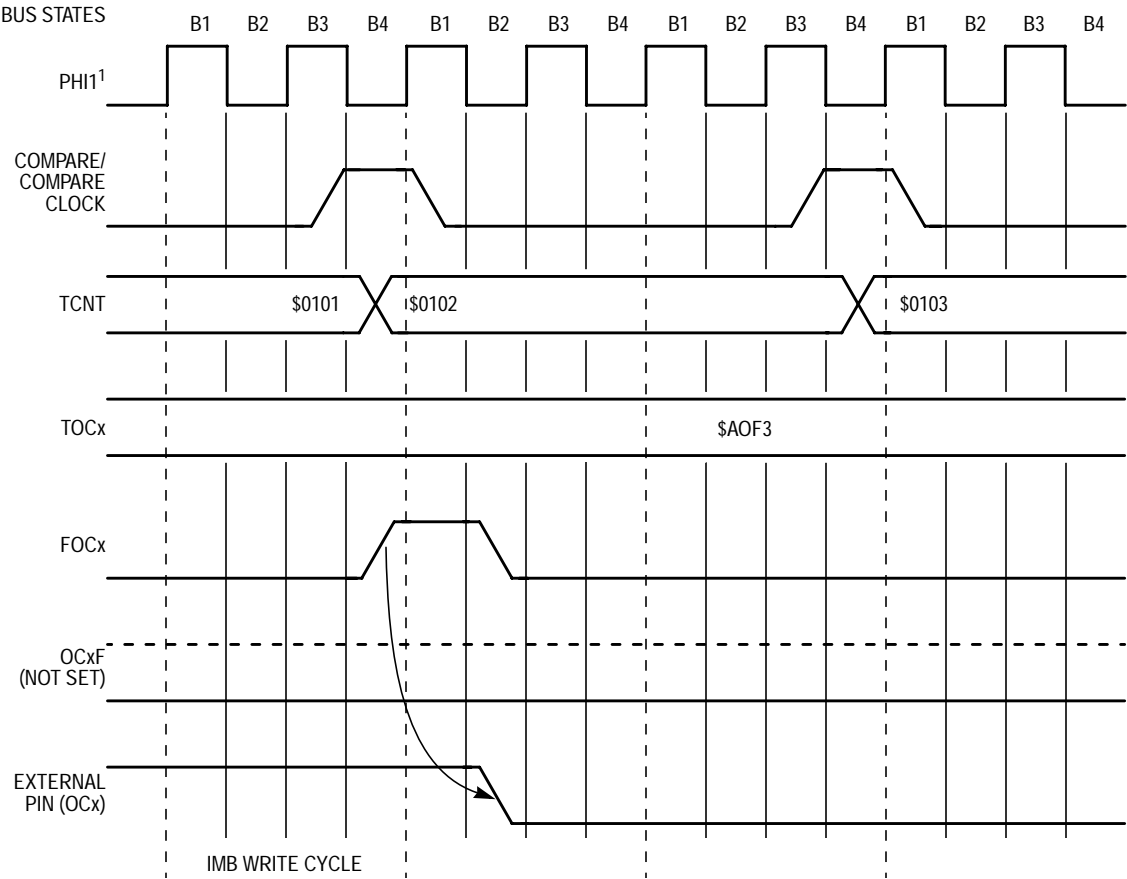 BUS STATES
B1 B2 B3 B4 B1 B2 B3 B4 B1 B2 B3 B4 B1 B2 B3 B4
PHI1¹
COMPARE/
COMPARE
CLOCK
TCNT
$0101 $0102 $0103
TOCx
$AOF3
FOCx
OCxF
(NOT SET)
EXTERNAL
PIN (OCx)
IMB WRITE CYCLE